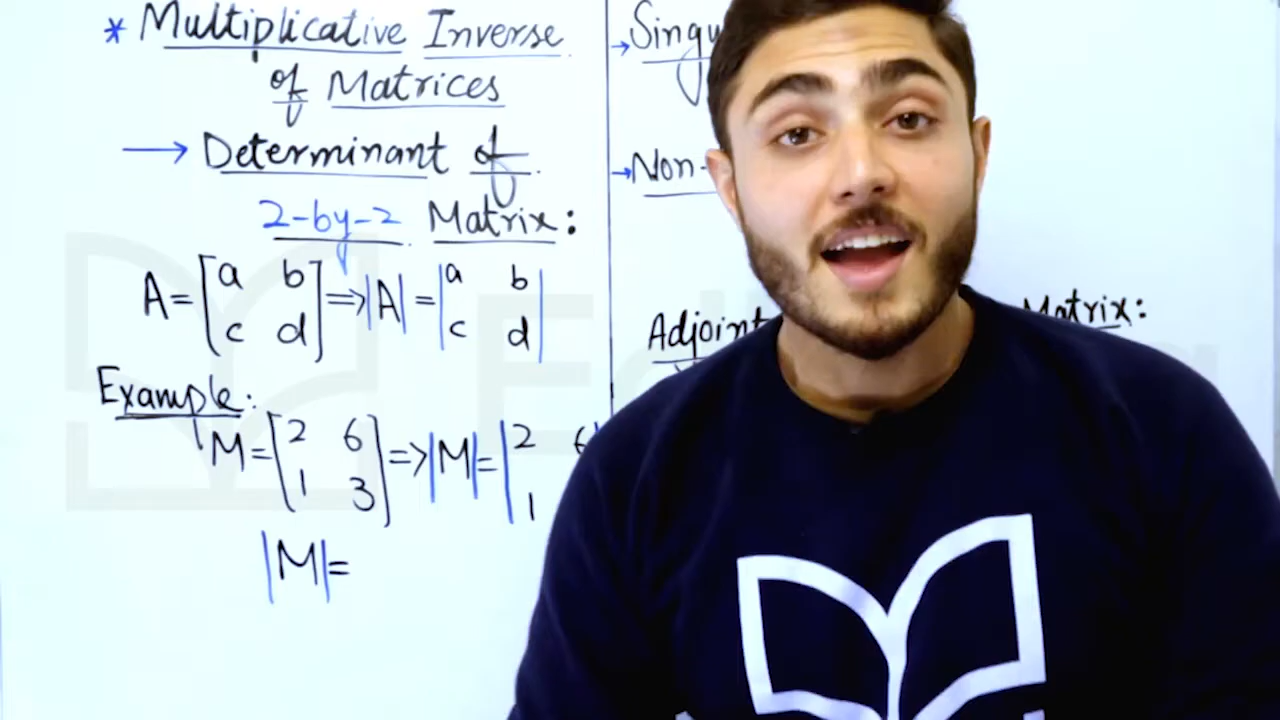 * Multiplicative Inverse
of Matrices
→ Determinant of
2-by-2 Matrix:
A = [a b
c d] => |A| = |a b
c d|
Example:
M = [2 6
1 3] => |M| = |2 6
1
|M| =
→
→ Non-
Adjoint Matrix: